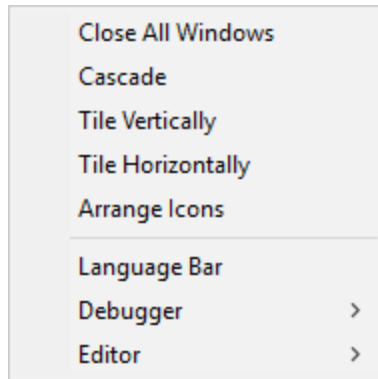 Close All Windows
Cascade
Tile Vertically
Tile Horizontally
Arrange Icons
Language Bar
Debugger
Editor